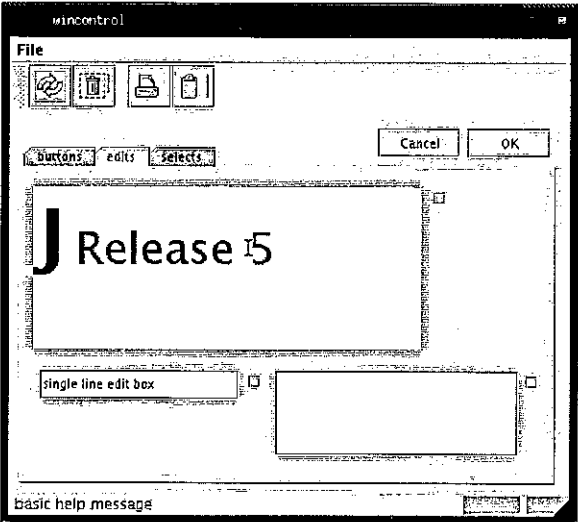 wincontrol
File
Cancel
OK
buttons edits selects
J Release 5
single line edit box
basic help message